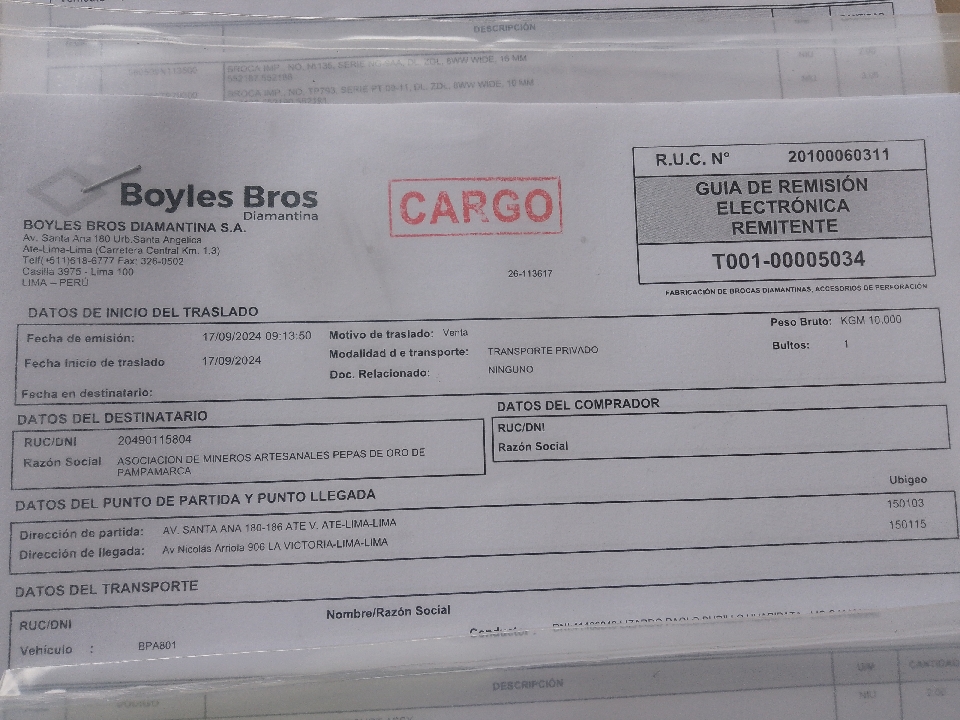 DESCRIPCIÓN
BROCA IMP., NO.
BROCA IMP., NO.
Boyles Bros
Diamantina
BOYLES BROS DIAMANTINA S.A.
Av. Santa Ana 180 Urb.Santa Angelica
Ate-Lima-Lima (Carretera Central Km. 1.3)
Telf(+511)618-6777 Fax: 326-0502
Casilla 3975 - Lima 100
LIMA – PERÚ
CARGO
26-113617
R.U.C. N° 20100060311
GUIA DE REMISIÓN
ELECTRÓNICA
REMITENTE
T001-00005034
FABRICACIÓN DE BROCAS DIAMANTINAS, ACCESORIOS DE PERFORACIÓN
DATOS DE INICIO DEL TRASLADO
Fecha de emisión: 17/09/2024 09:13:50 Motivo de traslado: Venta Peso Bruto: KGM 10.000
Fecha Inicio de traslado 17/09/2024 Modalidad d e transporte: TRANSPORTE PRIVADO Bultos: 1
Doc. Relacionado: NINGUNO
Fecha en destinatario:
DATOS DEL DESTINATARIO
RUC/DNI 20490115804
Razón Social ASOCIACION DE MINEROS ARTESANALES PEPAS DE ORO DE
PAMPAMARCA
DATOS DEL COMPRADOR
RUC/DNI
Razón Social
DATOS DEL PUNTO DE PARTIDA Y PUNTO LLEGADA Ubigeo
Dirección de partida: AV. SANTA ANA 180-186 ATE V. ATE-LIMA-LIMA 150103
Dirección de llegada: Av Nicolás Arriola 906 LA VICTORIA-LIMA-LIMA 150115
DATOS DEL TRANSPORTE
RUC/DNI Nombre/Razón Social
Vehículo : BPA801 Conductor
DESCRIPCIÓN U/M CANTIDAD